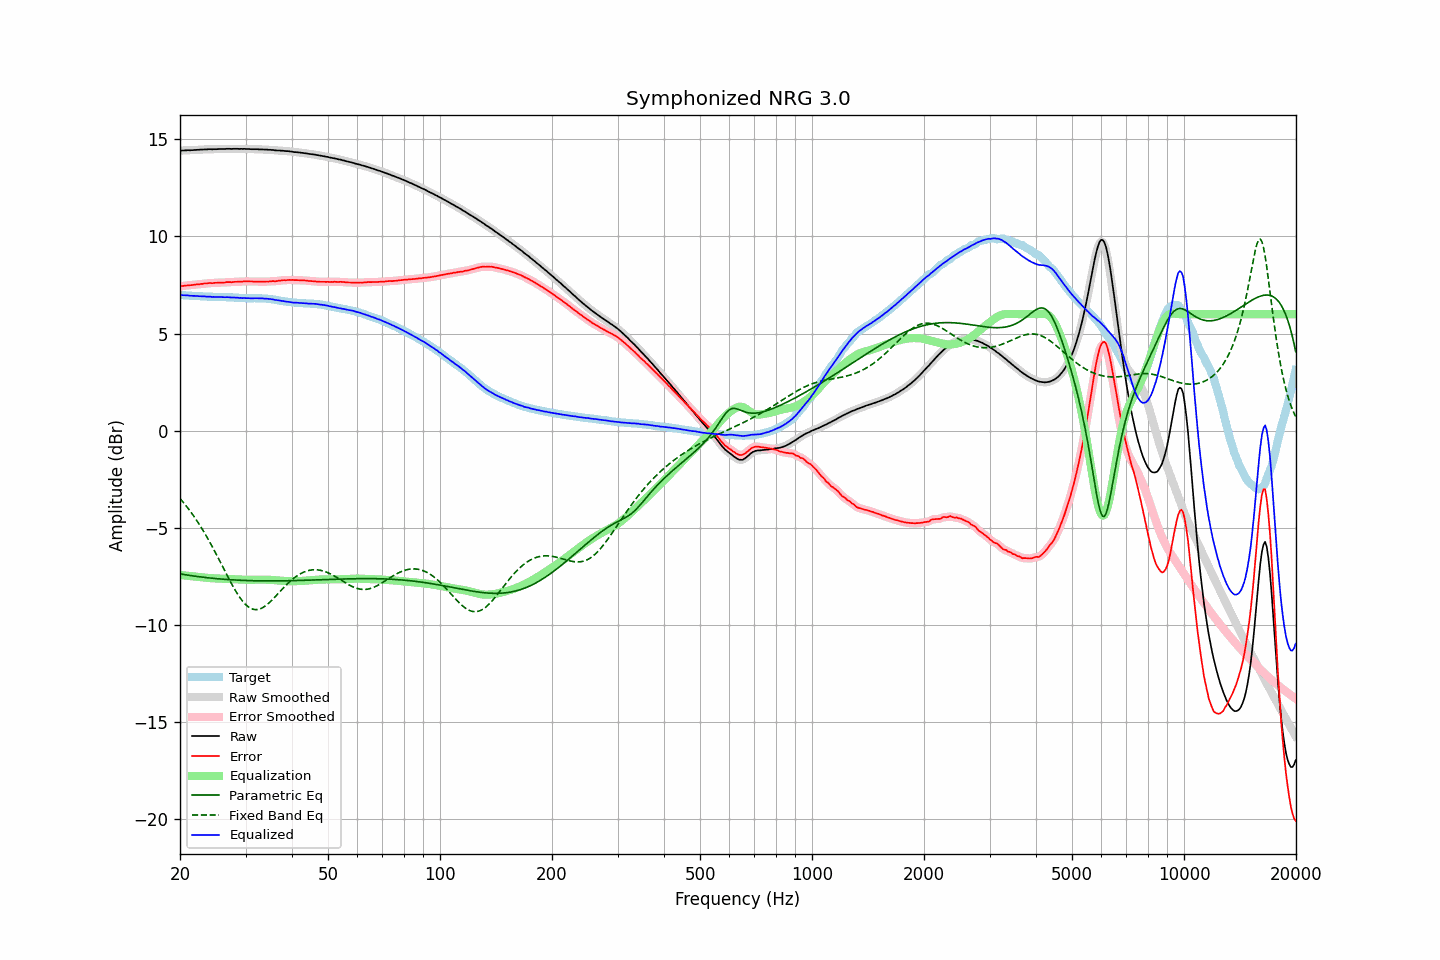 Symphonized NRG 3.0
Amplitude (dBr)
15
10
5
0
−5
−10
−15
−20
Target
Raw Smoothed
Error Smoothed
Raw
Error
Equalization
Parametric Eq
Fixed Band Eq
Equalized
20 50 100 200 500 1000 2000 5000 10000 20000
Frequency (Hz)